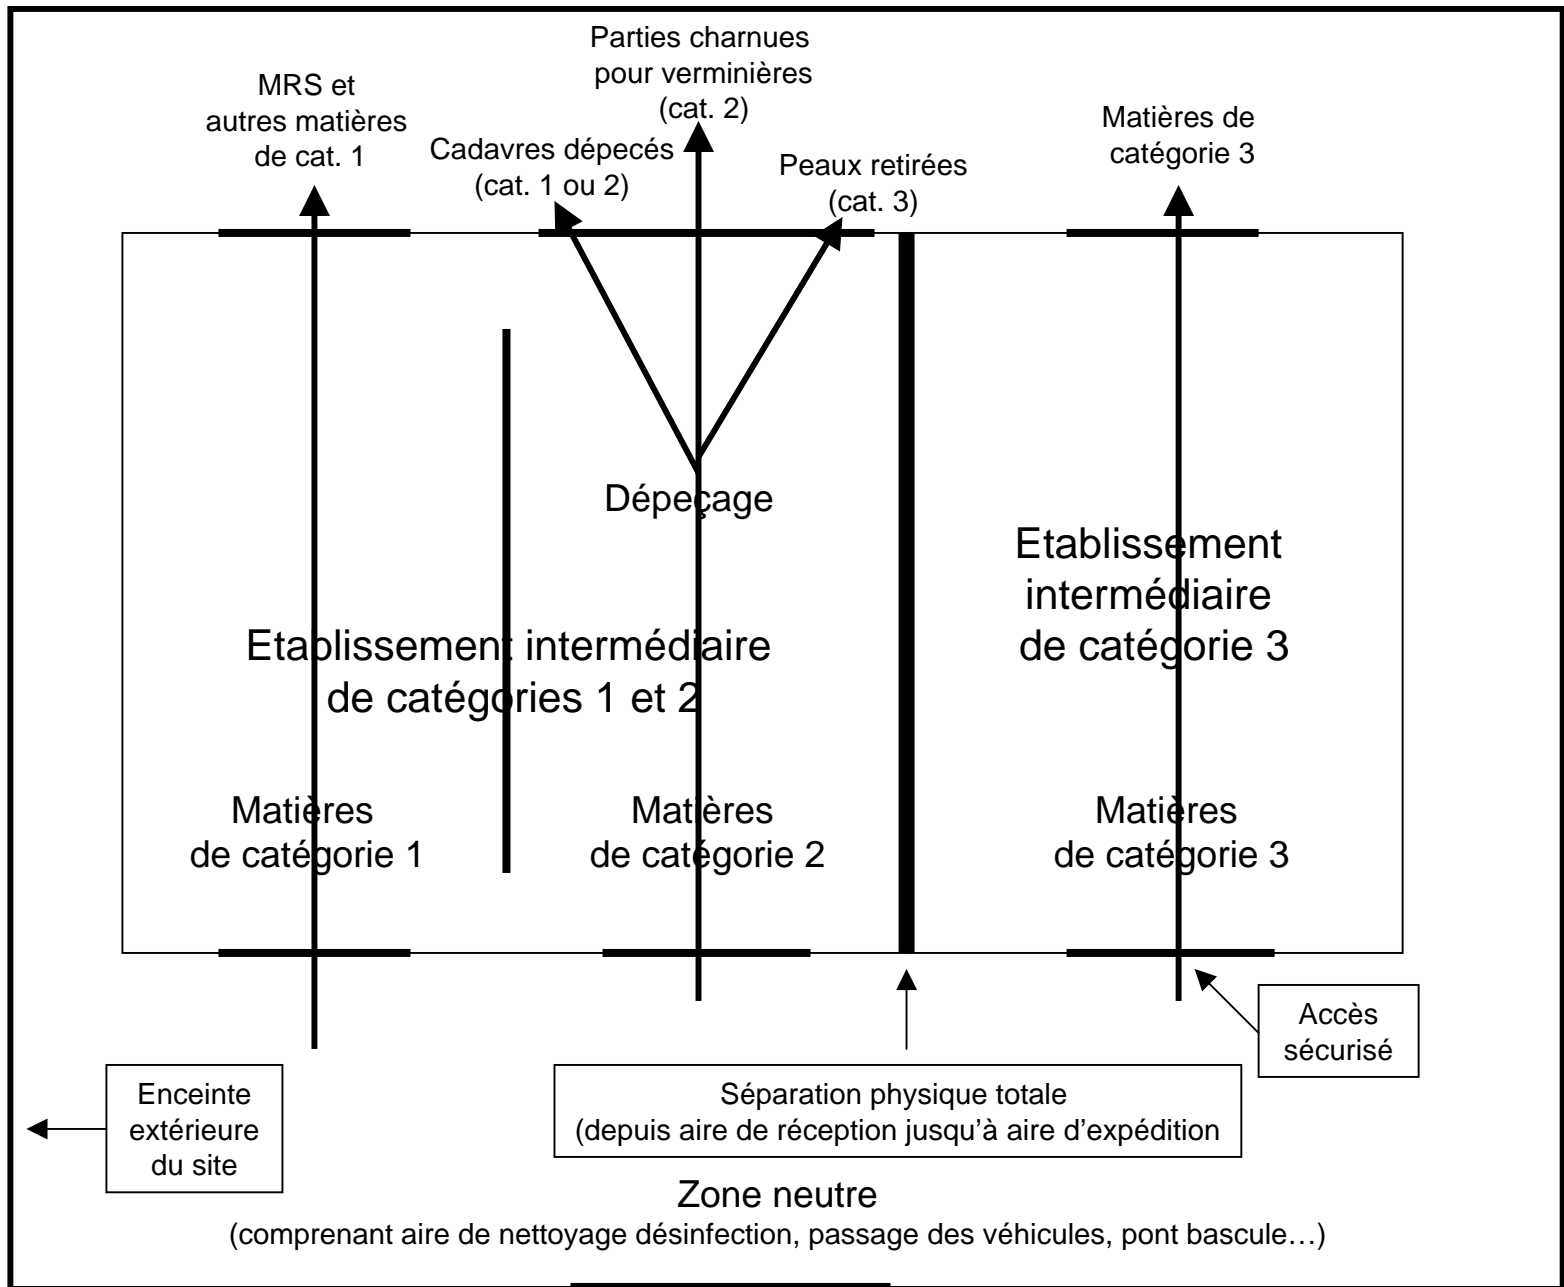 Parties charnues
pour verminières
(cat. 2)
MRS et
autres matières
de cat. 1
Cadavres dépecés
(cat. 1 ou 2)
Peaux retirées
(cat. 3)
Matières de
catégorie 3
Dépeçage
Etablissement intermédiaire
de catégories 1 et 2
Etablissement
intermédiaire
de catégorie 3
Matières
de catégorie 1
Matières
de catégorie 2
Matières
de catégorie 3
Accès
sécurisé
Enceinte
extérieure
du site
Séparation physique totale
(depuis aire de réception jusqu’à aire d’expédition
Zone neutre
(comprenant aire de nettoyage désinfection, passage des véhicules, pont bascule…)